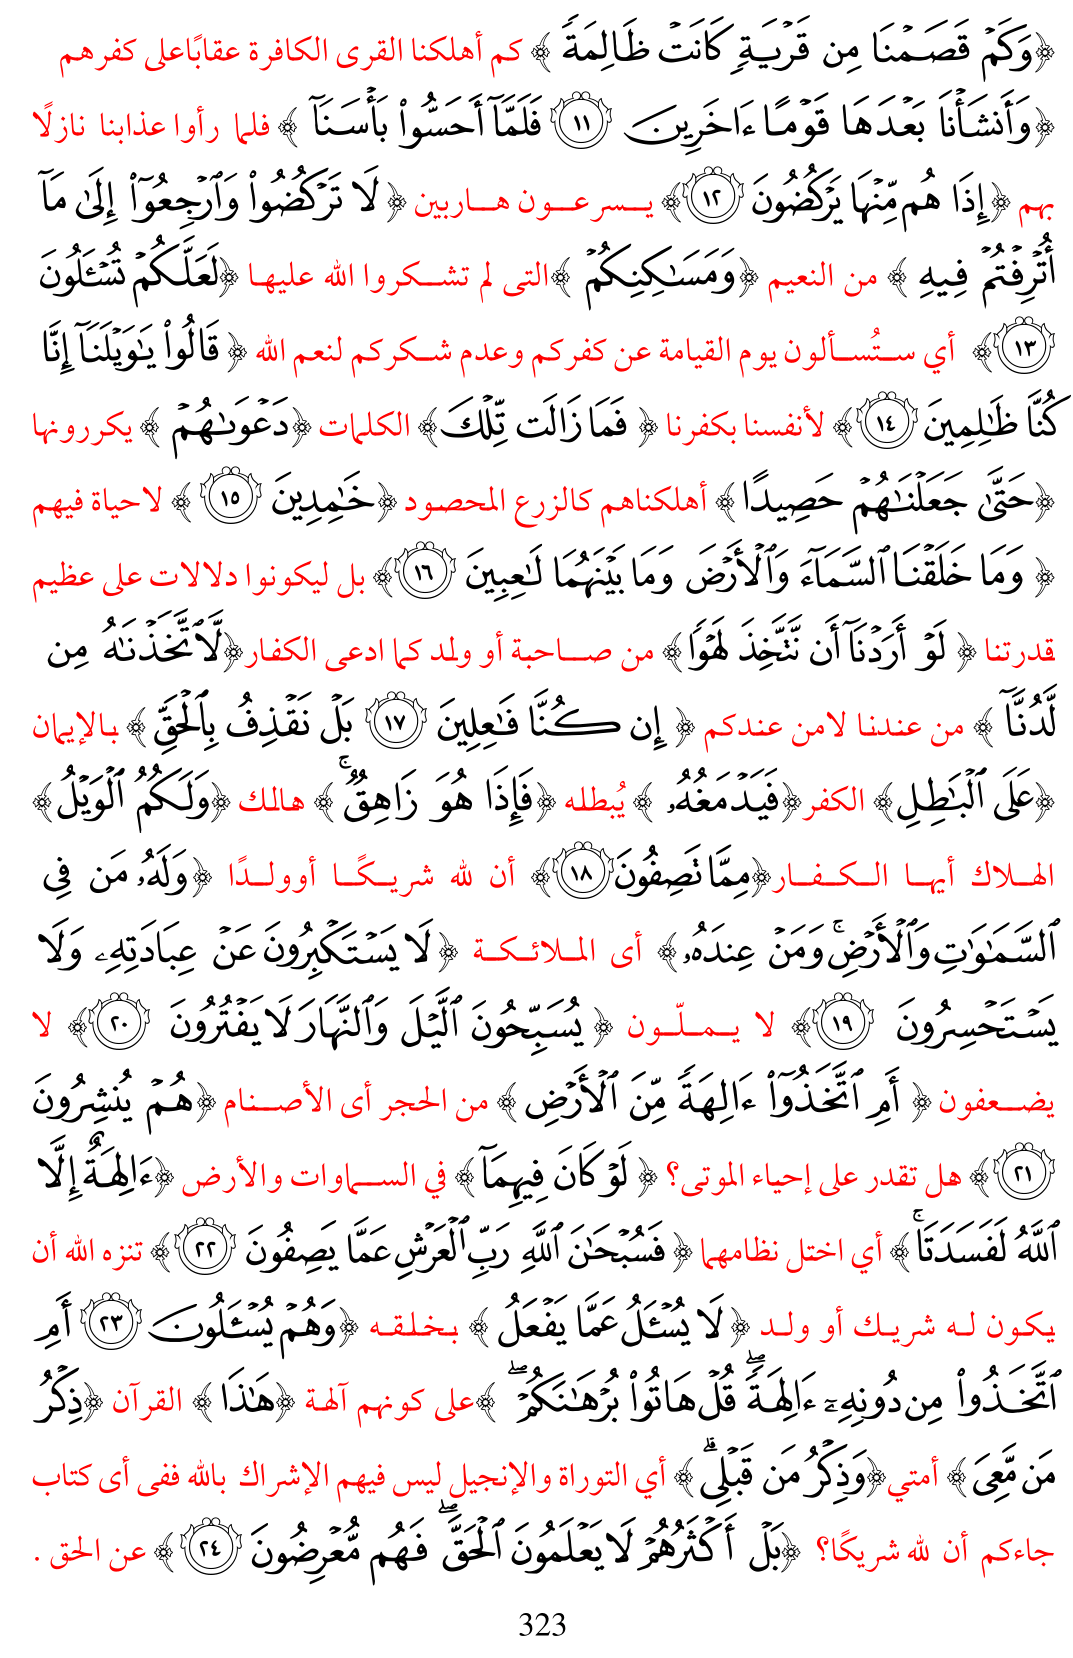 ﴿وَكَمْ قَصَمْنَا مِن قَرْيَةٍ كَانَتْ ظَالِمَةً ﴾ كم أهلكنا القرى الكافرة عقابًاعلى كفرهم
﴿وَأَنشَأْنَا بَعْدَهَا قَوْمًا ءَاخَرِينَ ١١ فَلَمَّآ أَحَسُّوا۟ بَأْسَنَآ ﴾ فلما رأوا عذابنا نازلًا
بهم ﴿إِذَا هُم مِّنْهَا يَرْكُضُونَ ١٢﴾ يسرعون هاربين ﴿لَا تَرْكُضُوا۟ وَٱرْجِعُوٓا۟ إِلَىٰ مَآ
أُتْرِفْتُمْ فِيهِ ﴾ من النعيم ﴿وَمَسَـٰكِنِكُمْ ﴾التى لم تشكروا الله عليها ﴿لَعَلَّكُمْ تُسْـَٔلُونَ
١٣﴾ أي ستُسألون يوم القيامة عن كفركم وعدم شكركم لنعم الله ﴿ قَالُوا۟ يَـٰوَيْلَنَآ إِنَّا
كُنَّا ظَـٰلِمِينَ ١٤﴾ لأنفسنا بكفرنا ﴿ فَمَا زَالَت تِّلْكَ﴾ الكلمات ﴿دَعْوَىٰهُمْ ﴾ يكررونها
﴿حَتَّىٰ جَعَلْنَـٰهُمْ حَصِيدًا ﴾ أهلكناهم كالزرع المحصود ﴿خَـٰمِدِينَ ١٥ ﴾ لاحياة فيهم
﴿ وَمَا خَلَقْنَا ٱلسَّمَآءَ وَٱلْأَرْضَ وَمَا بَيْنَهُمَا لَـٰعِبِينَ ١٦﴾ بل ليكونوا دلالات على عظيم
قدرتنا ﴿ لَوْ أَرَدْنَآ أَن نَّتَّخِذَ لَهْوًا﴾ من صاحبة أو ولد كما ادعى الكفار﴿لَّٱتَّخَذْنَـٰهُ مِن
لَّدُنَّآ ﴾ من عندنا لامن عندكم ﴿ إِن كُنَّا فَـٰعِلِينَ ١٧ بَلْ نَقْذِفُ بِٱلْحَقِّ ﴾ بالإيمان
﴿عَلَى ٱلْبَـٰطِلِ﴾ الكفر﴿فَيَدْمَغُهُۥ ﴾ يُبطله ﴿فَإِذَا هُوَ زَاهِقٌ ۚ ﴾ هالك ﴿وَلَكُمُ ٱلْوَيْلُ﴾
الهلاك أيها الكفار﴿مِمَّا تَصِفُونَ١٨﴾ أن لله شريكًا أوولدًا ﴿وَلَهُۥ مَن فِى
ٱلسَّمَـٰوَٰتِ وَٱلْأَرْضِ ۚ وَمَنْ عِندَهُۥ﴾ أى الملائكة ﴿لَا يَسْتَكْبِرُونَ عَنْ عِبَادَتِهِۦ وَلَا
يَسْتَحْسِرُونَ ١٩﴾ لا يملّون ﴿ يُسَبِّحُونَ ٱلَّيْلَ وَٱلنَّهَارَ لَا يَفْتُرُونَ ٢٠﴾ لا
يضعفون ﴿ أَمِ ٱتَّخَذُوٓا۟ ءَالِهَةً مِّنَ ٱلْأَرْضِ ﴾ من الحجر أى الأصنام ﴿هُمْ يُنشِرُونَ
٢١﴾ هل تقدر على إحياء الموتى؟ ﴿ لَوْ كَانَ فِيهِمَآ﴾ في السماوات والأرض ﴿ءَالِهَةٌ إِلَّا
ٱللَّهُ لَفَسَدَتَا ۚ﴾ أي اختل نظامهما ﴿ فَسُبْحَـٰنَ ٱللَّهِ رَبِّ ٱلْعَرْشِ عَمَّا يَصِفُونَ ٢٢﴾ تنزه الله أن
يكون له شريك أو ولد ﴿لَا يُسْـَٔلُ عَمَّا يَفْعَلُ ﴾ بخلقه ﴿وَهُمْ يُسْـَٔلُونَ ٢٣ أَمِ
ٱتَّخَذُوا۟ مِن دُونِهِۦٓ ءَالِهَةً ۖ قُلْ هَاتُوا۟ بُرْهَـٰنَكُمْ ۖ ﴾على كونهم آلهة ﴿هَـٰذَا ﴾ القرآن ﴿ذِكْرُ
مَن مَّعِىَ﴾ أمتي﴿وَذِكْرُ مَن قَبْلِى ۗ﴾ أي التوراة والإنجيل ليس فيهم الإشراك بالله ففى أى كتاب
جاءكم أن لله شريكًا؟ ﴿بَلْ أَكْثَرُهُمْ لَا يَعْلَمُونَ ٱلْحَقَّ ۖ فَهُم مُّعْرِضُونَ ٢٤﴾ عن الحق .
323